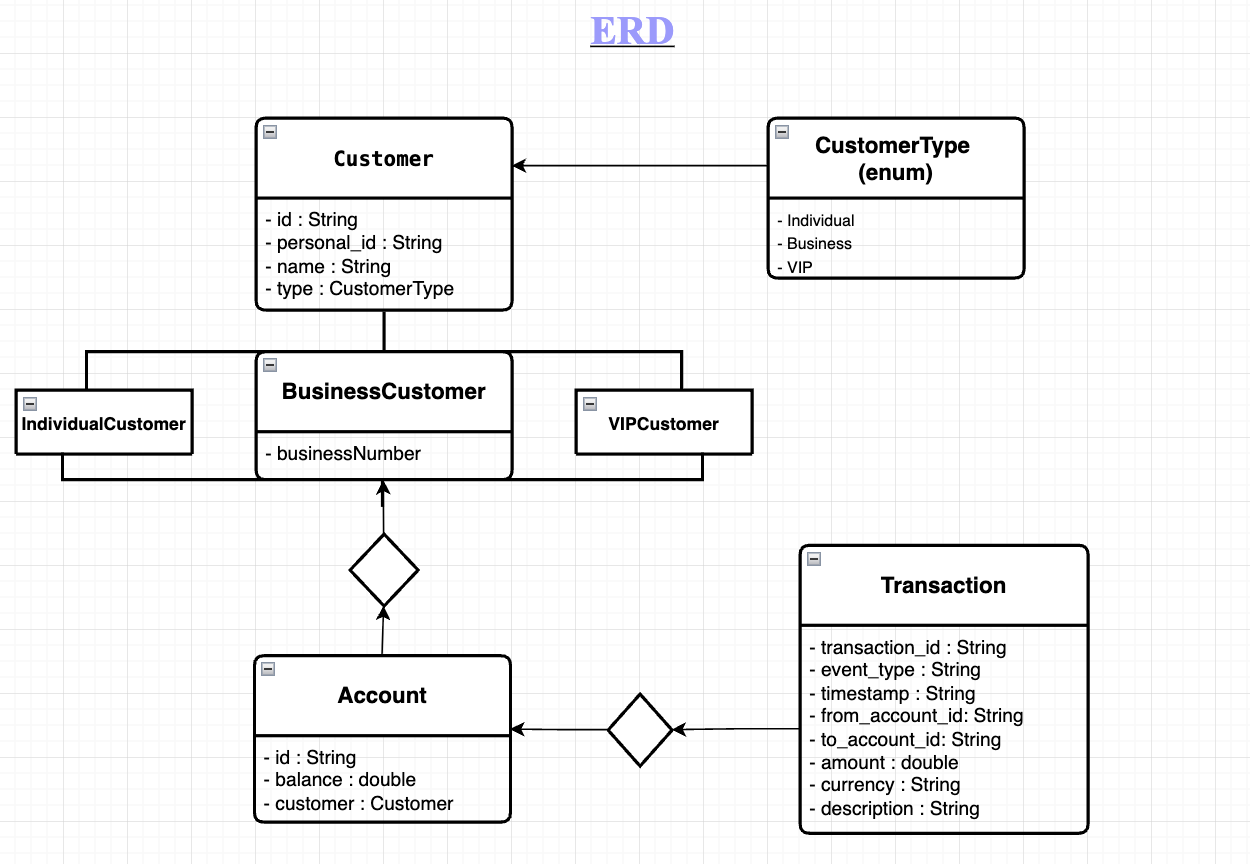 ERD
Customer
- id : String
- personal_id : String
- name : String
- type : CustomerType
CustomerType
(enum)
- Individual
- Business
- VIP
IndividualCustomer
BusinessCustomer
- businessNumber
VIPCustomer
Account
- id : String
- balance : double
- customer : Customer
Transaction
- transaction_id : String
- event_type : String
- timestamp : String
- from_account_id: String
- to_account_id: String
- amount : double
- currency : String
- description : String